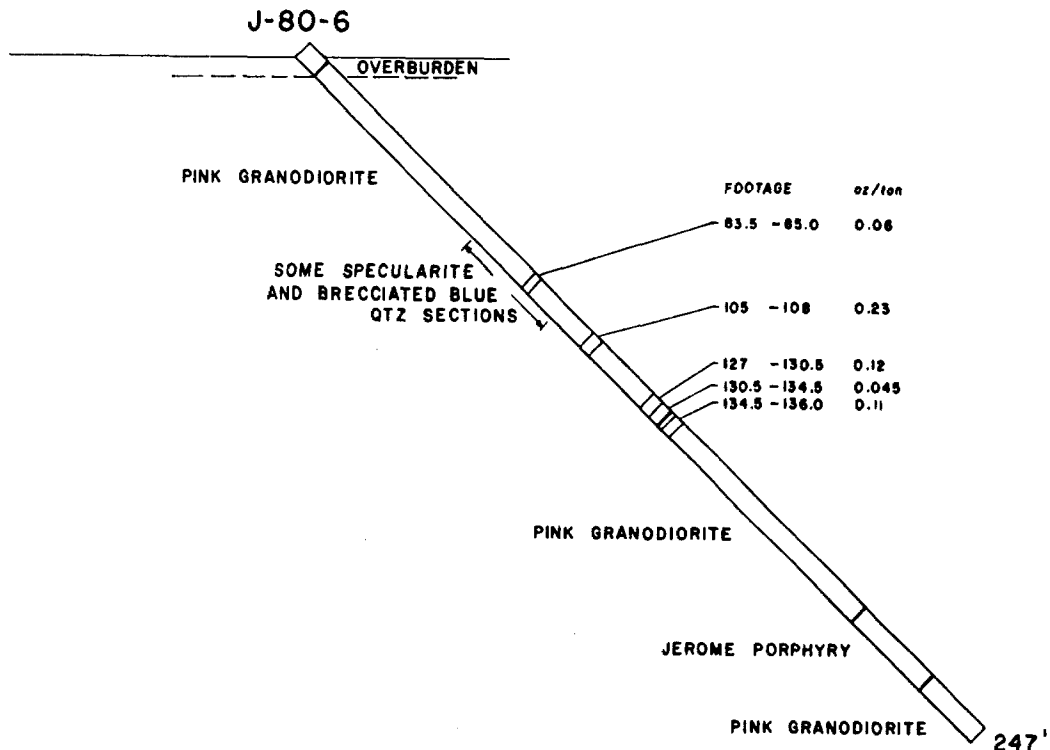 J-80-6
OVERBURDEN
PINK GRANODIORITE
FOOTAGE oz/ton
83.5 -85.0 0.06
SOME SPECULARITE
AND BRECCIATED BLUE
QTZ SECTIONS
105 -108 0.23
127 -130.5 0.12
130.5 -134.5 0.045
134.5 -136.0 0.11
PINK GRANODIORITE
JEROME PORPHYRY
PINK GRANODIORITE
247'